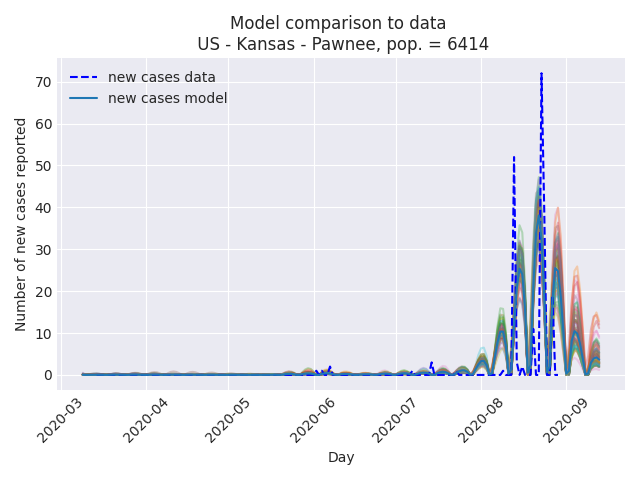 Model comparison to data
US - Kansas - Pawnee, pop. = 6414
new cases data
new cases model
Number of new cases reported
70
60
50
40
30
20
10
0
2020-03
2020-04
2020-05
2020-06
2020-07
2020-08
2020-09
Day